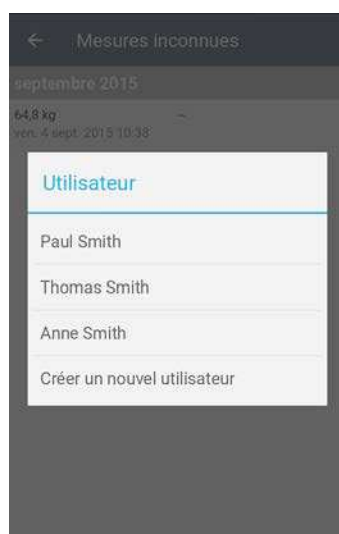 Mesures inconnues
septembre 2015
64,8 kg --
ven. 4 sept. 2015 10:38
Utilisateur
Paul Smith
Thomas Smith
Anne Smith
Créer un nouvel utilisateur